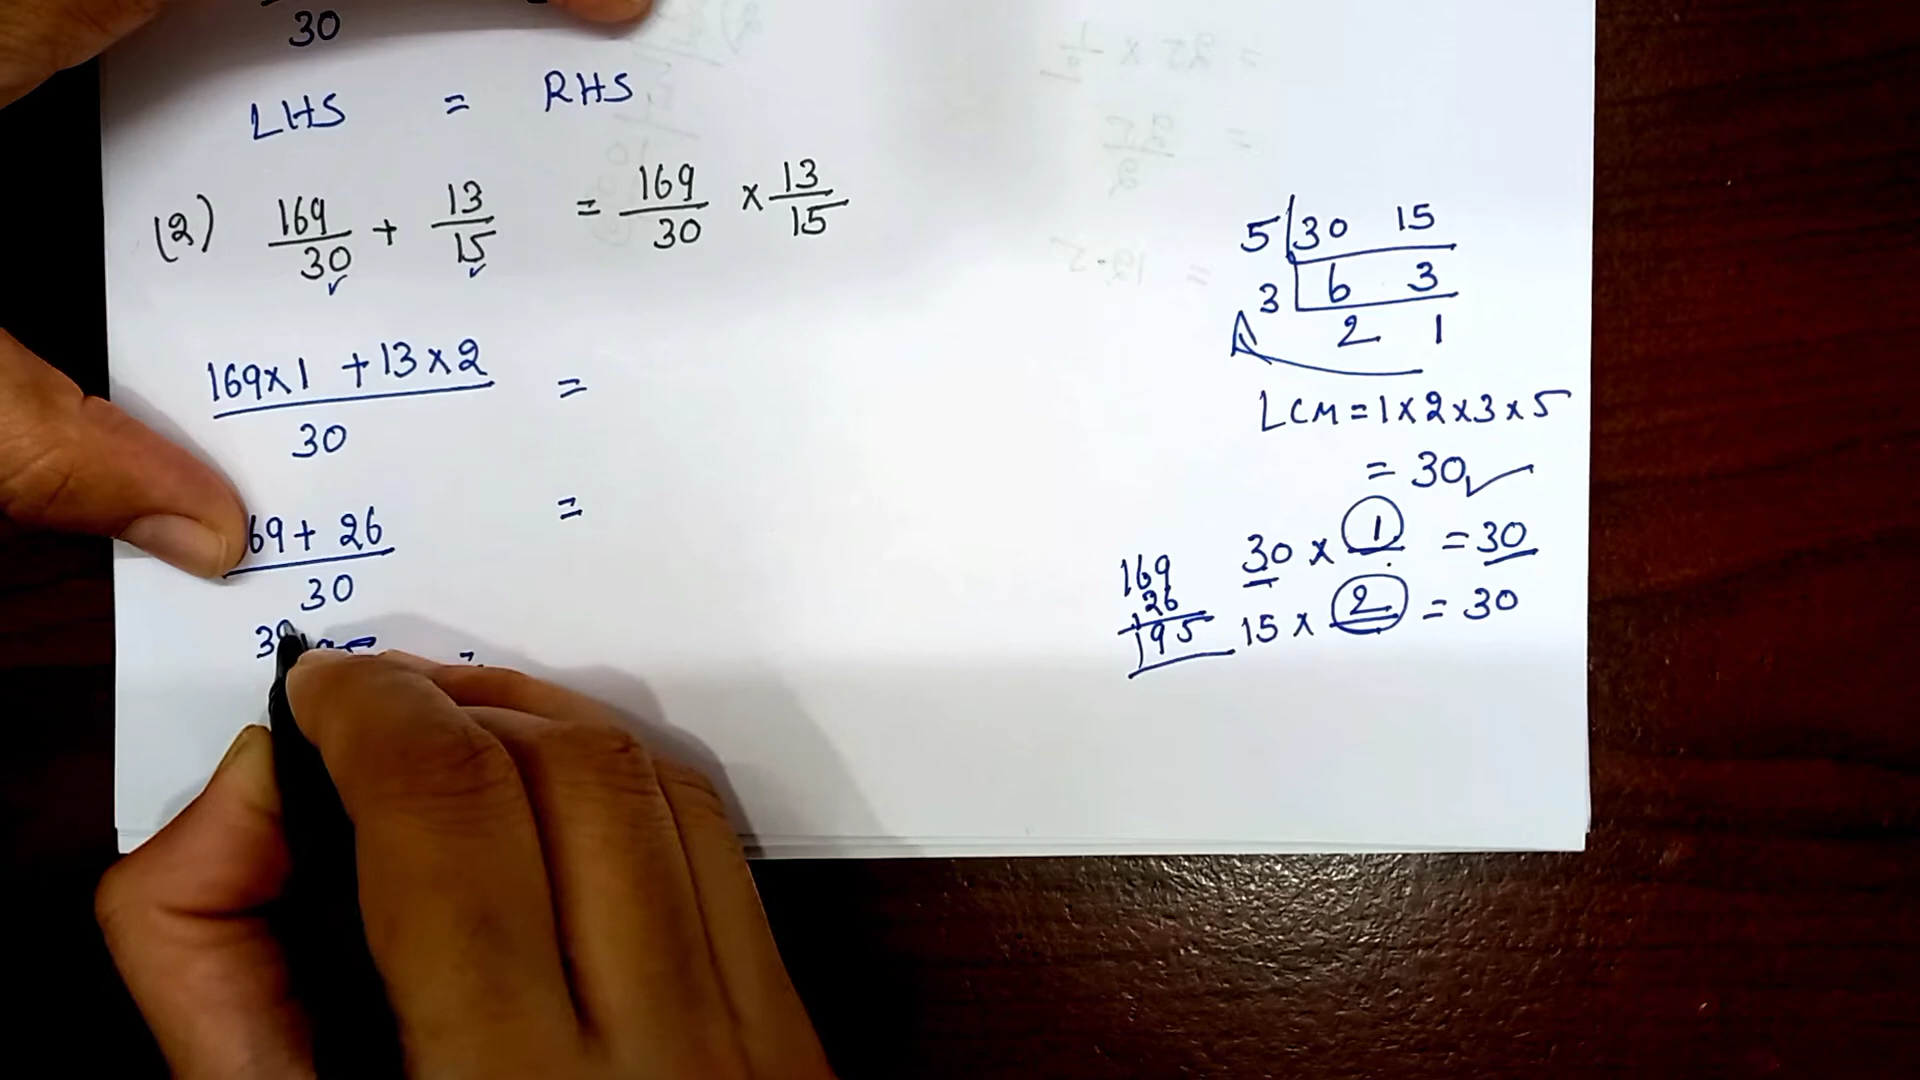 30
LHS = RHS
(2) 169/30 + 13/15 = 169/30 × 13/15
169×1 + 13×2 / 30 =
69 + 26 / 30 =
3
5 | 30 15
3 | 6 3
2 1
LCM = 1×2×3×5
= 30
30 × 1 = 30
15 × 2 = 30
169
26
195